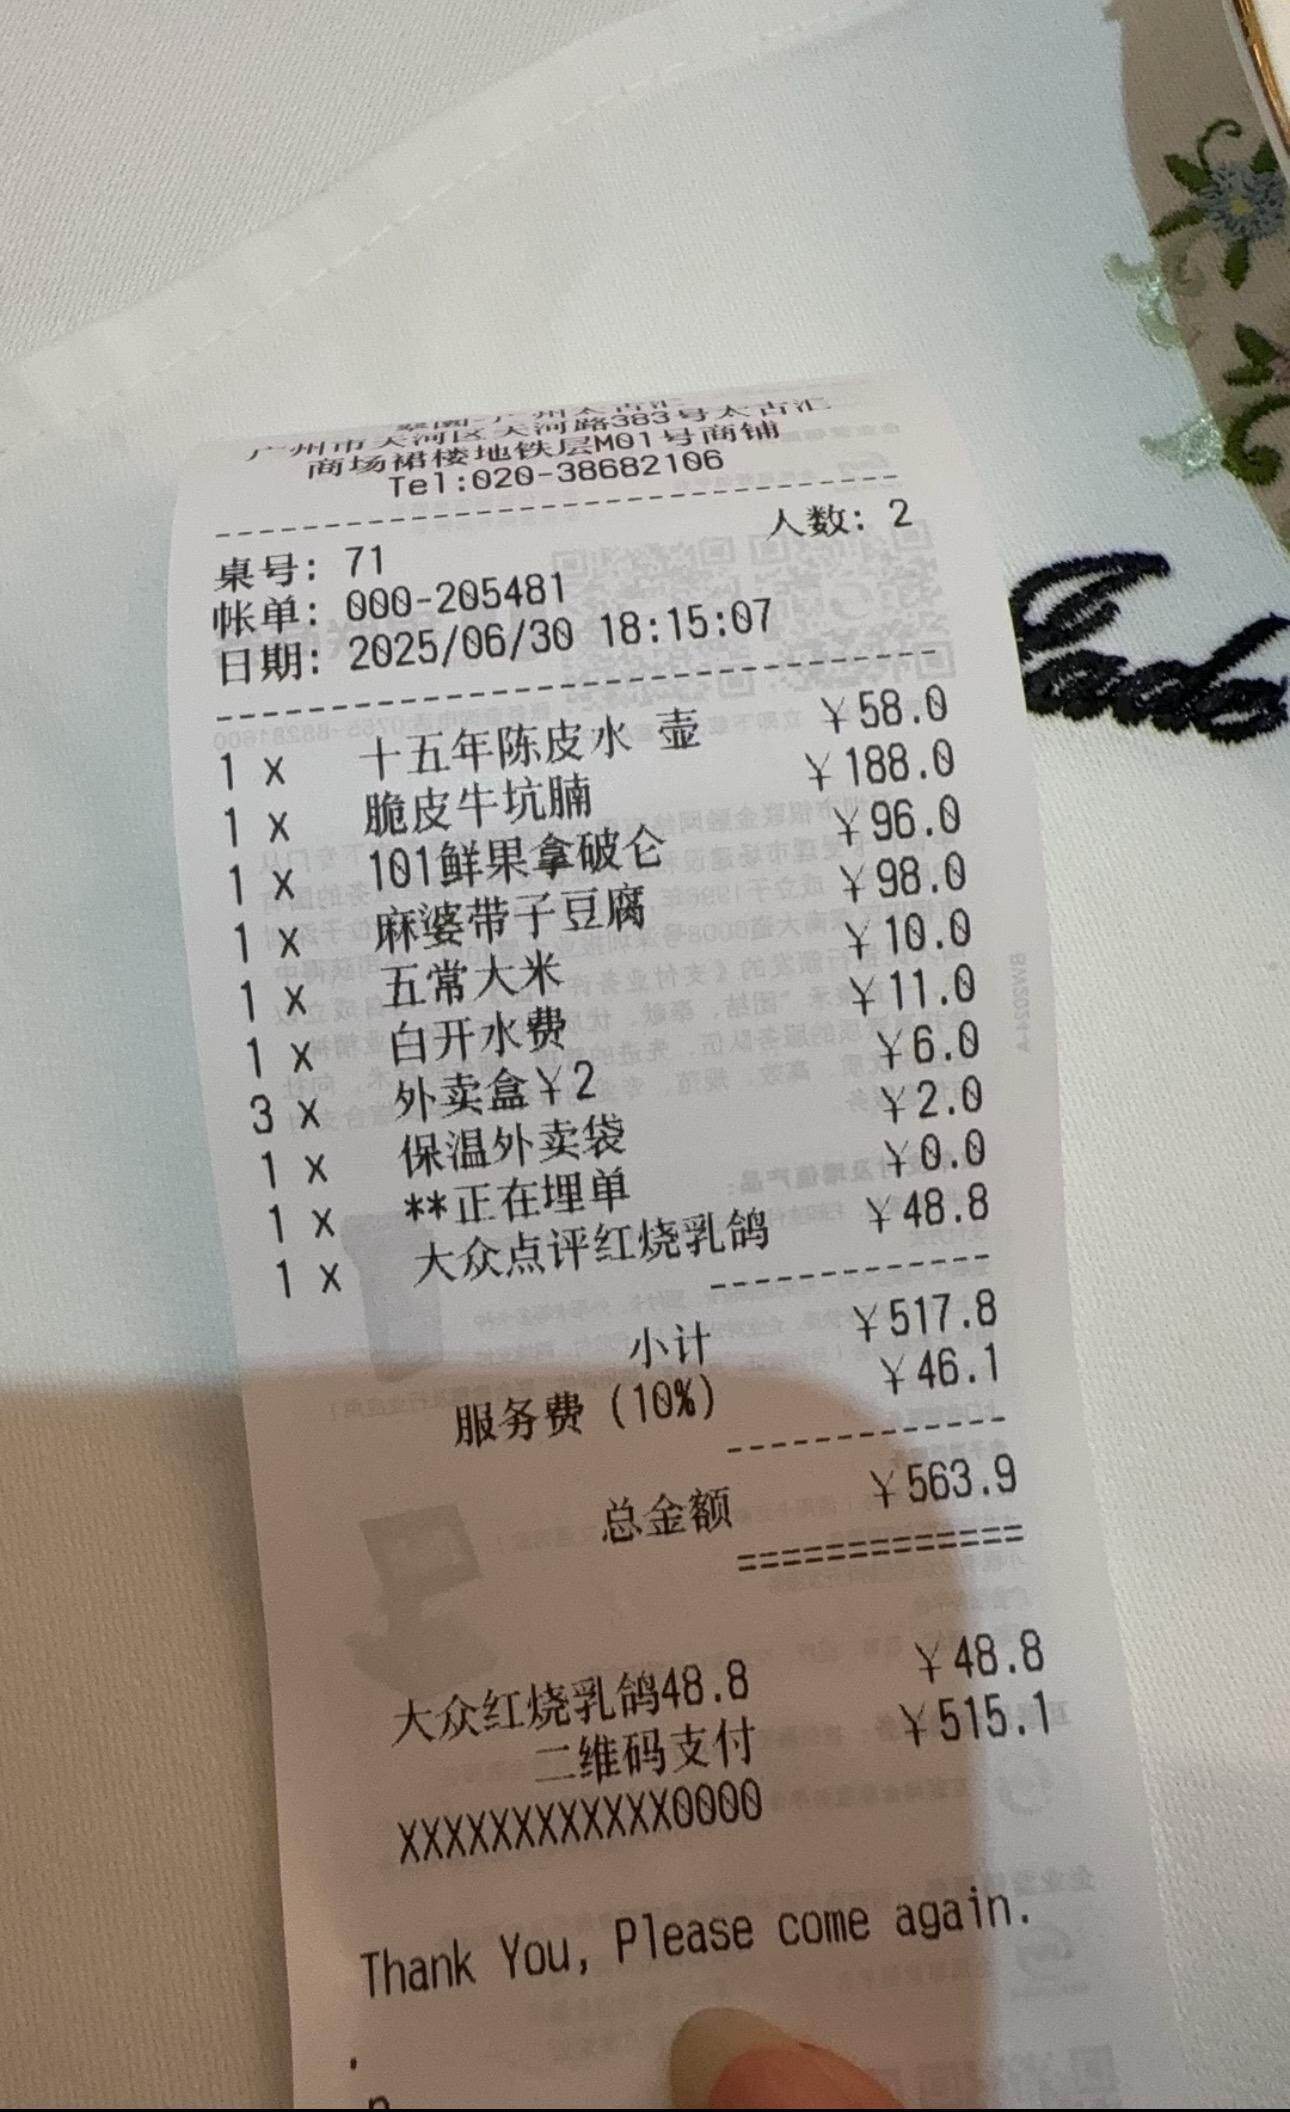 广州市天河区天河路383号太古汇
商场裙楼地铁层M01号商铺
Tel:020-38682106
人数: 2
桌号: 71
帐单: 000-205481
日期: 2025/06/30 18:15:07
1 x 十五年陈皮水 壶 ¥58.0
1 x 脆皮牛坑腩 ¥188.0
1 x 101鲜果拿破仑 ¥96.0
1 x 麻婆带子豆腐 ¥98.0
1 x 五常大米 ¥10.0
1 x 白开水费 ¥11.0
3 x 外卖盒¥2 ¥6.0
1 x 保温外卖袋 ¥2.0
1 x **正在埋单 ¥0.0
1 x 大众点评红烧乳鸽 ¥48.8
小计 ¥517.8
服务费(10%) ¥46.1
总金额 ¥563.9
大众红烧乳鸽48.8 ¥48.8
二维码支付 ¥515.1
XXXXXXXXXXXX0000
Thank You, Please come again.